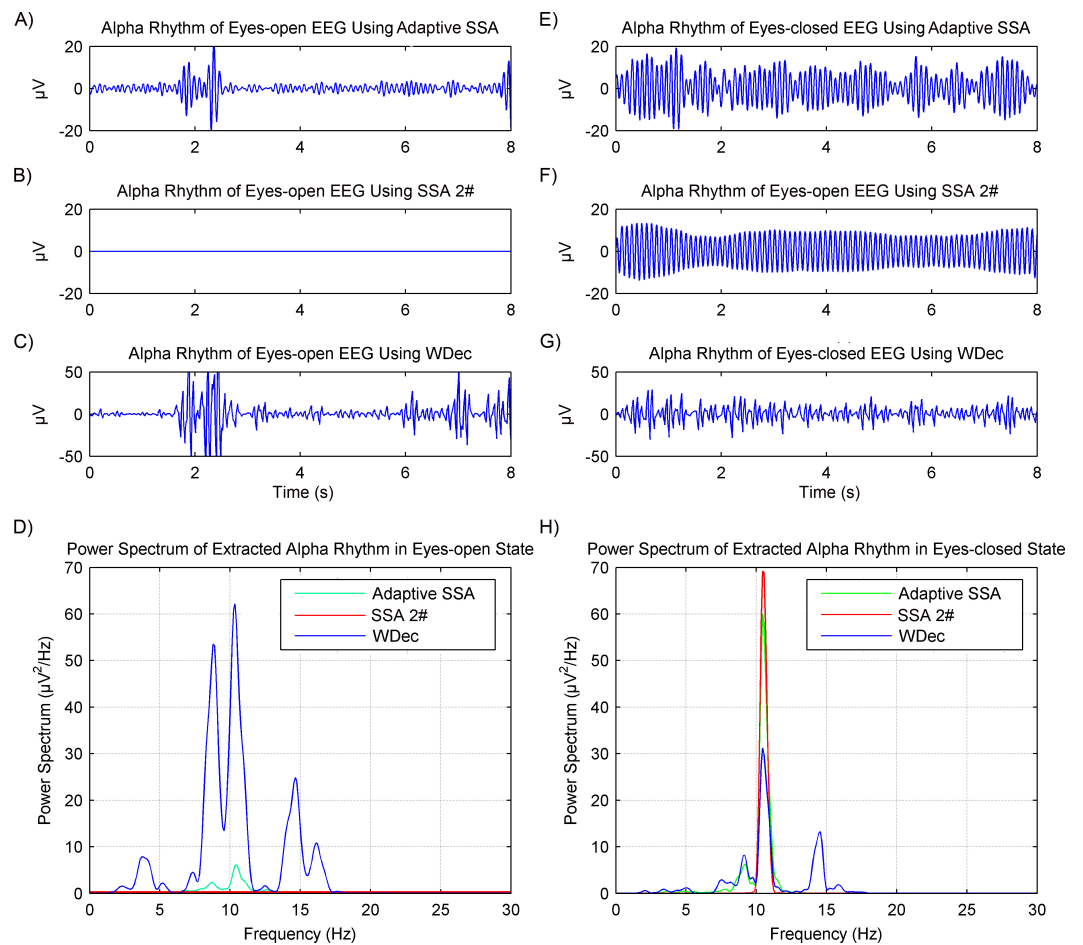 A)
Alpha Rhythm of Eyes-open EEG Using Adaptive SSA
20
0
-20
µV
0 2 4 6 8
B)
Alpha Rhythm of Eyes-open EEG Using SSA 2#
20
0
-20
µV
0 2 4 6 8
C)
Alpha Rhythm of Eyes-open EEG Using WDec
50
0
-50
µV
0 2 4 6 8
Time (s)
D)
Power Spectrum of Extracted Alpha Rhythm in Eyes-open State
70
60
50
40
30
20
10
0
Power Spectrum (µV²/Hz)
Adaptive SSA
SSA 2#
WDec
0 5 10 15 20 25 30
Frequency (Hz)
E)
Alpha Rhythm of Eyes-closed EEG Using Adaptive SSA
20
0
-20
µV
0 2 4 6 8
F)
Alpha Rhythm of Eyes-open EEG Using SSA 2#
20
0
-20
µV
0 2 4 6 8
G)
Alpha Rhythm of Eyes-closed EEG Using WDec
50
0
-50
µV
0 2 4 6 8
Time (s)
H)
Power Spectrum of Extracted Alpha Rhythm in Eyes-closed State
70
60
50
40
30
20
10
0
Power Spectrum (µV²/Hz)
Adaptive SSA
SSA 2#
WDec
0 5 10 15 20 25 30
Frequency (Hz)